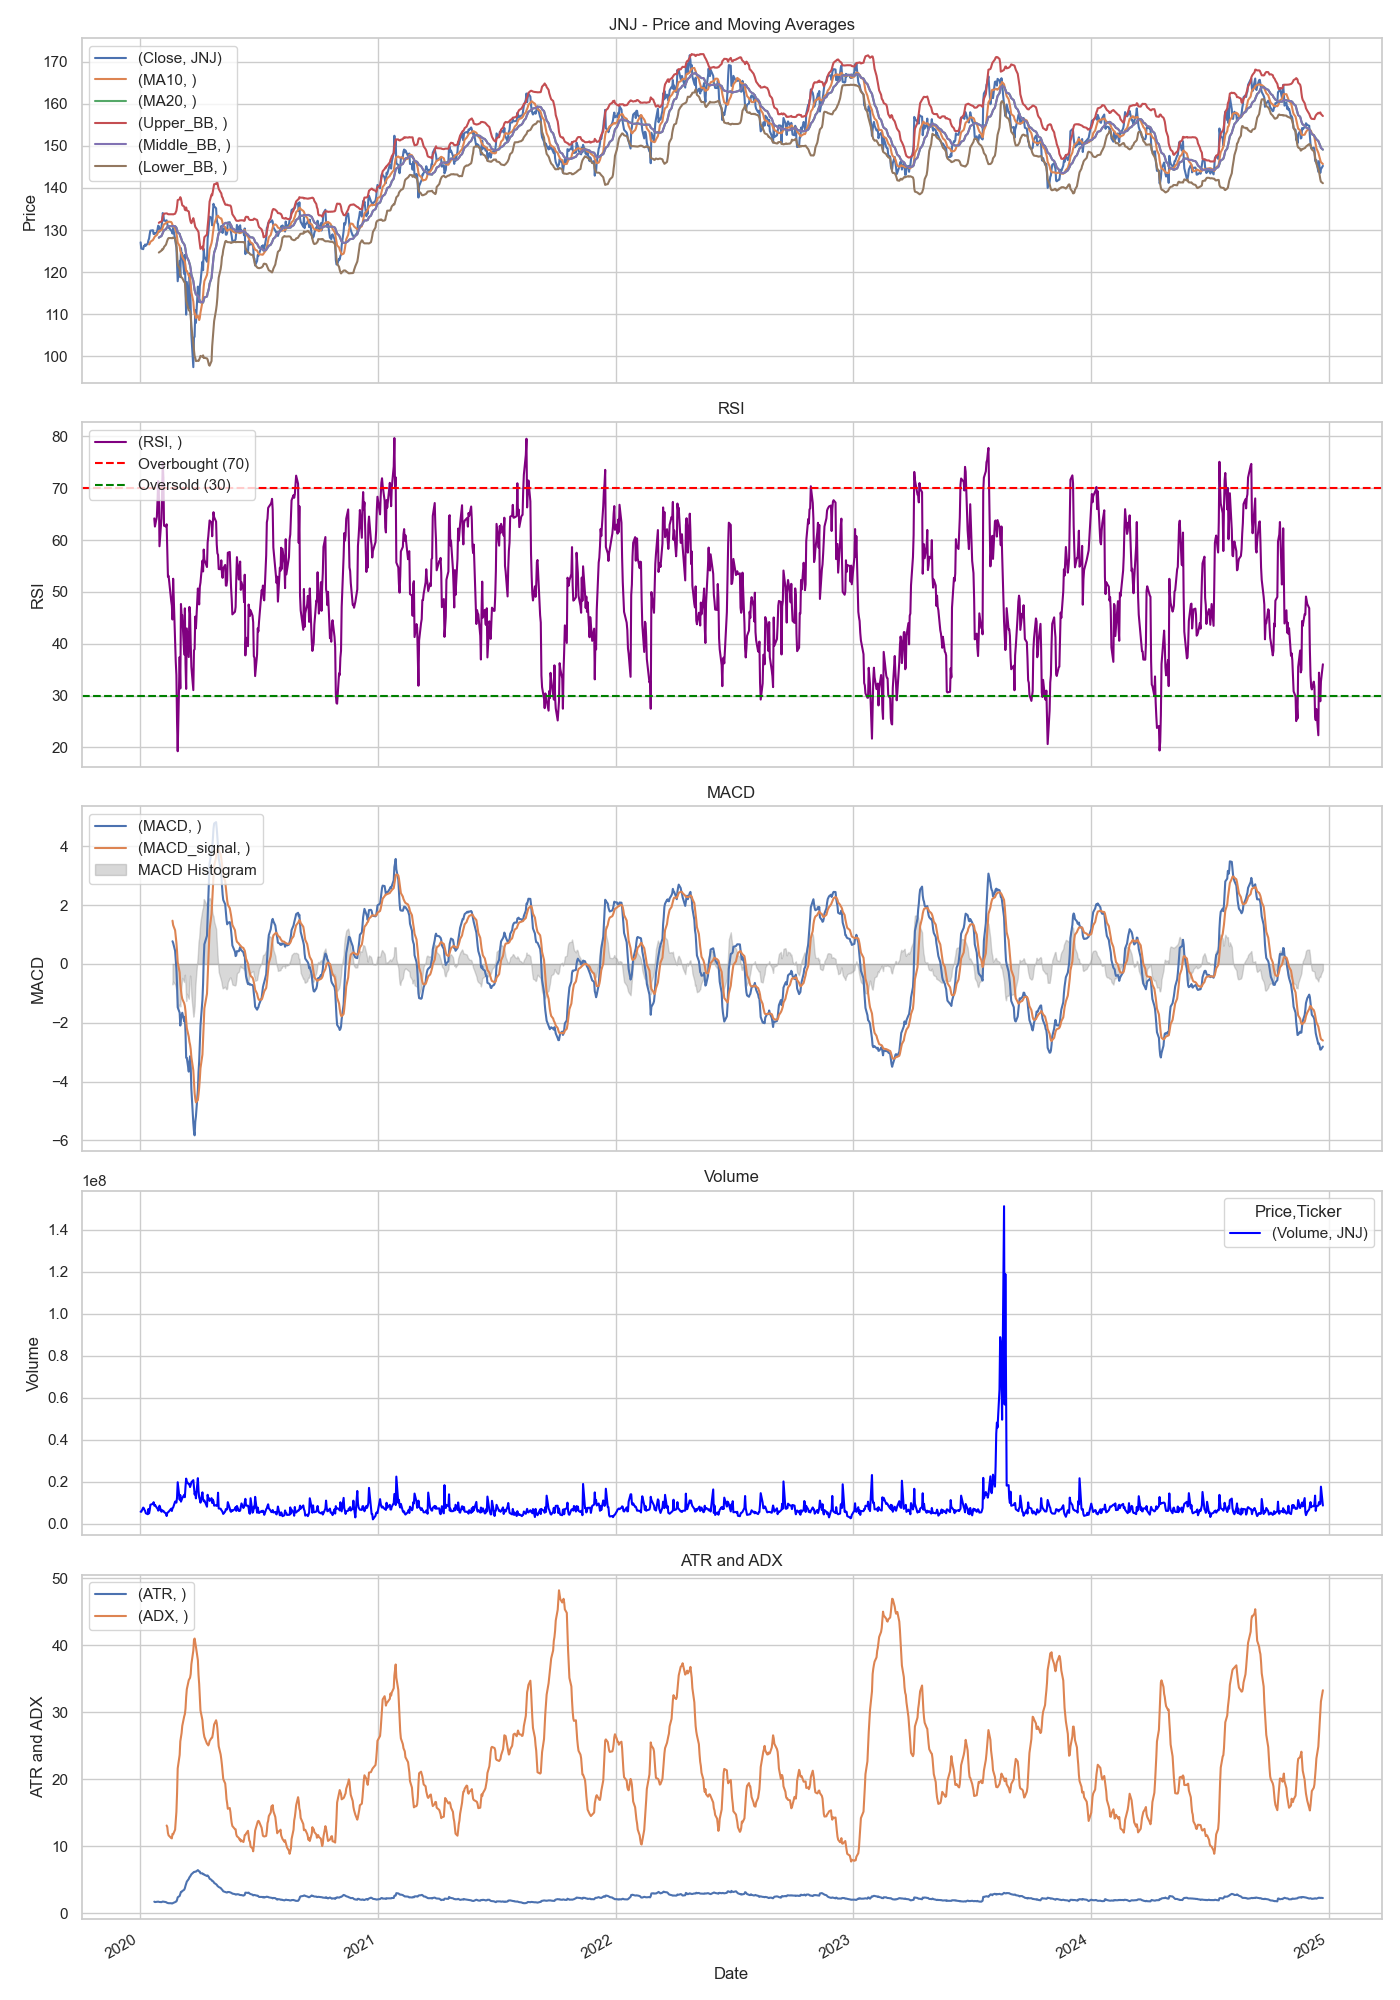 JNJ - Price and Moving Averages
(Close, JNJ)
(MA10, )
(MA20, )
(Upper_BB, )
(Middle_BB, )
(Lower_BB, )
170
160
150
140
130
120
110
100
Price
RSI
(RSI, )
Overbought (70)
Oversold (30)
80
70
60
50
40
30
20
RSI
MACD
(MACD, )
(MACD_signal, )
MACD Histogram
4
2
0
−2
−4
−6
MACD
1e8
Volume
Price,Ticker
(Volume, JNJ)
1.4
1.2
1.0
0.8
0.6
0.4
0.2
0.0
Volume
ATR and ADX
(ATR, )
(ADX, )
50
40
30
20
10
0
ATR and ADX
2020
2021
2022
2023
2024
2025
Date